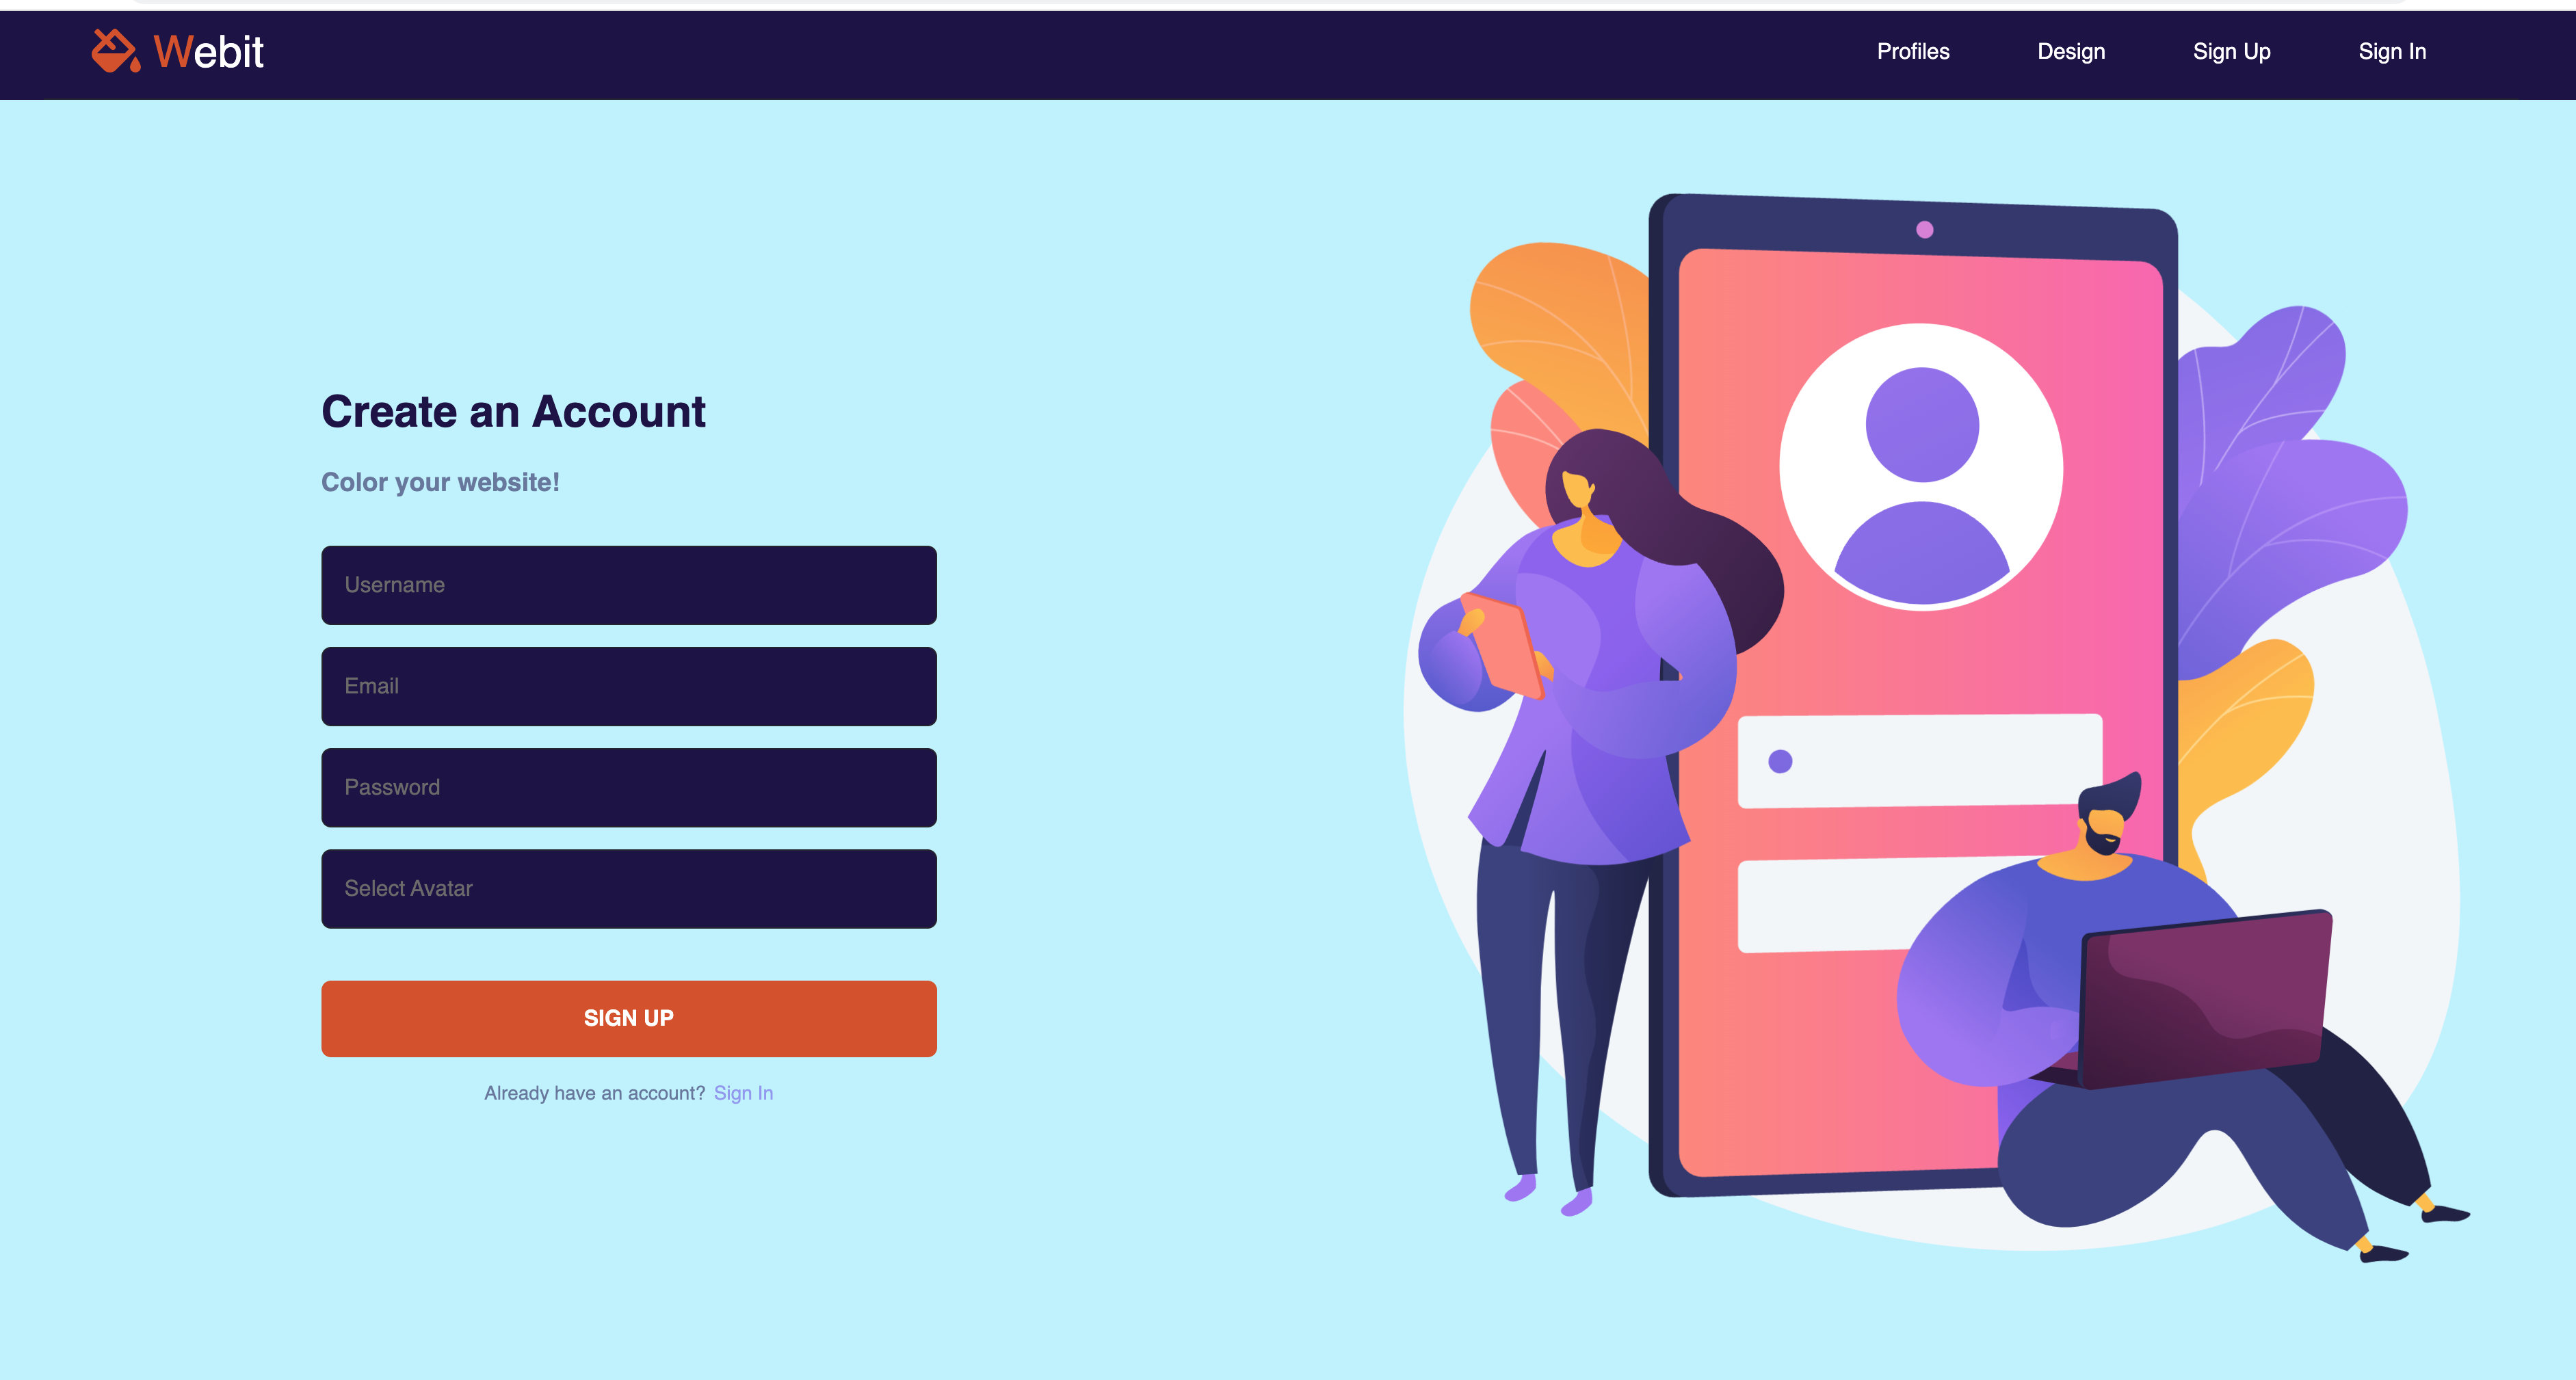 Webit
Profiles
Design
Sign Up
Sign In
Create an Account
Color your website!
Username
Email
Password
Select Avatar
SIGN UP
Already have an account? Sign In